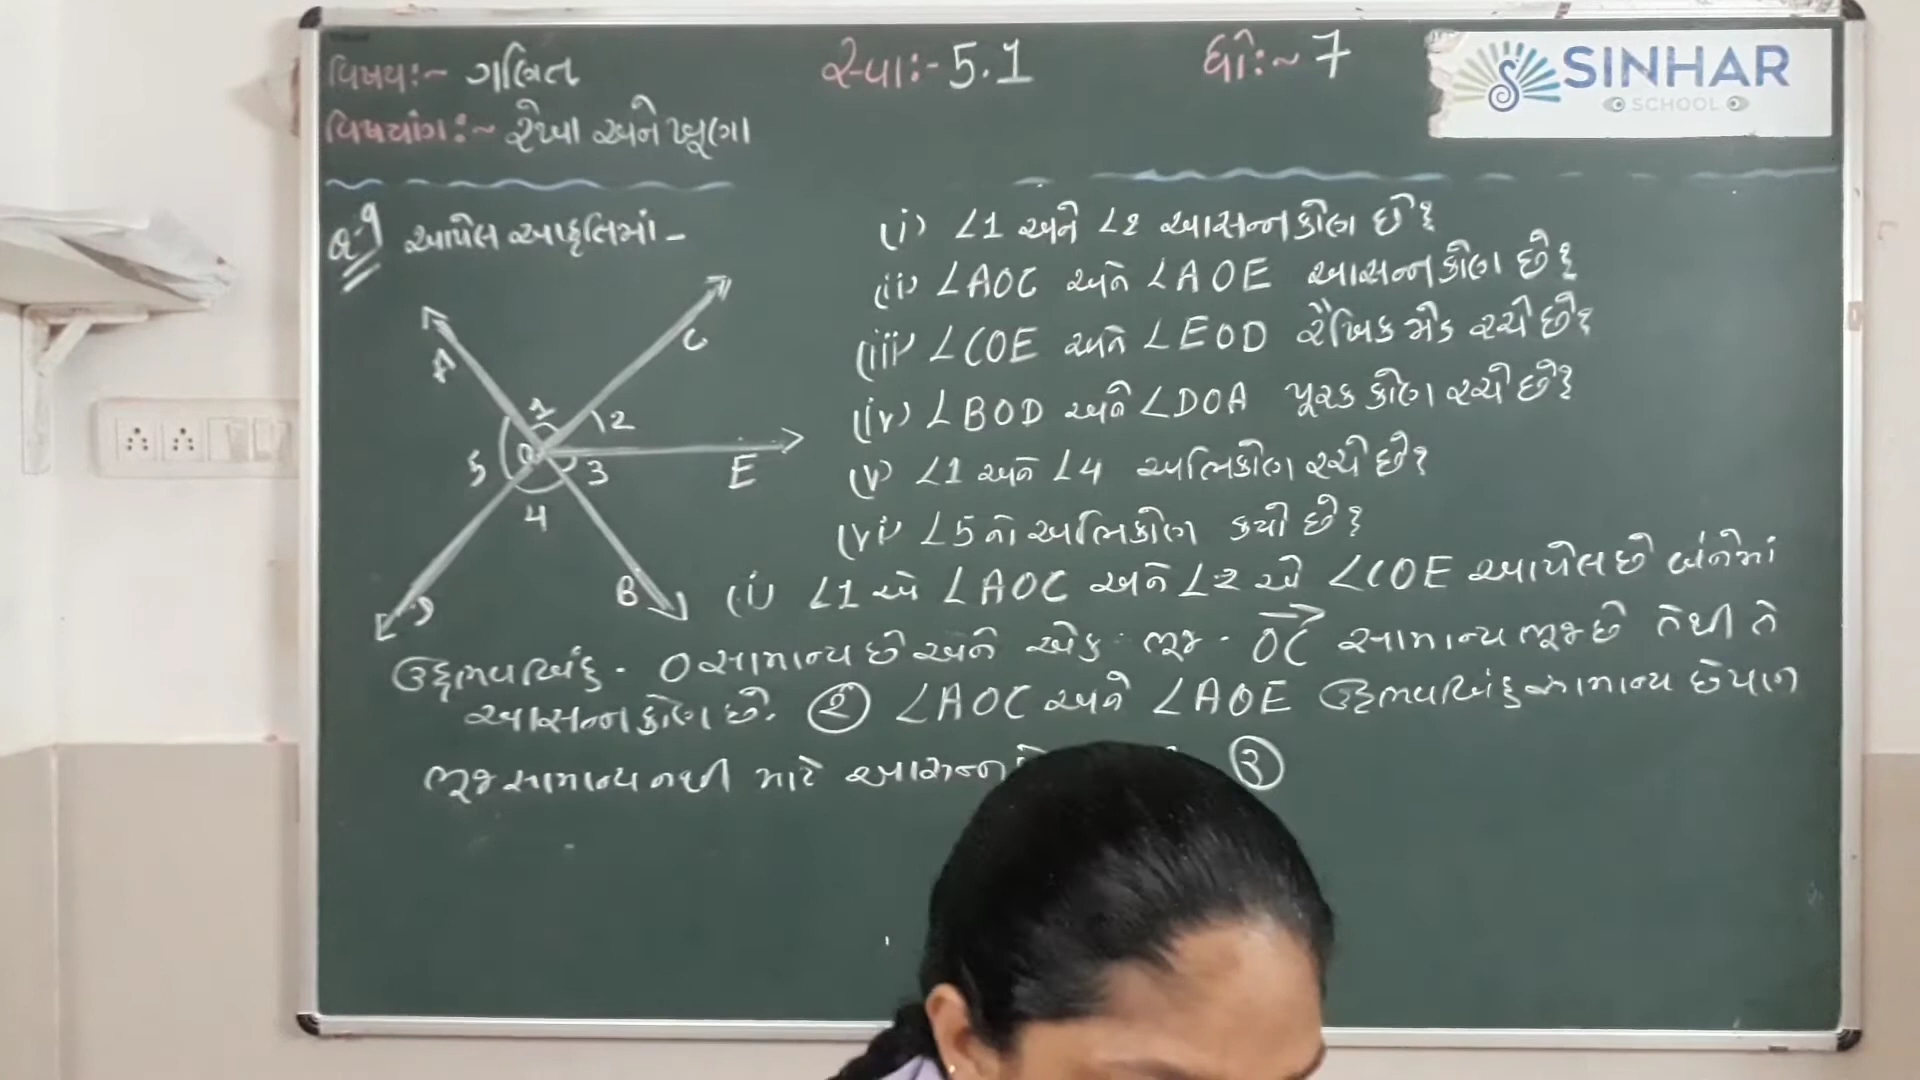 વિષય:~ ગણિત
સ્વા:- 5.1
ધો:~ 7
SINHAR
SCHOOL
વિષયાંગ:~ રેખા અને ખૂણા
Q-1 આપેલ આકૃતિમાં -
(i) ∠1 અને ∠2 આસન્નકોણ છે?
(ii) ∠AOC અને ∠AOE આસન્નકોણ છે?
(iii) ∠COE અને ∠EOD રૈખિક જોડ રચે છે?
(iv) ∠BOD અને ∠DOA પૂરક કોણ રચે છે?
(v) ∠1 અને ∠4 અભિકોણ રચે છે?
(vi) ∠5 નો અભિકોણ કયો છે?
A
C
1
2
O
5
3
E
4
B
D
(i) ∠1 એ ∠AOC અને ∠2 એ ∠COE આપેલ છે બંનેમાં
ઉદ્દભવબિંદુ - O સામાન્ય છે અને એક ભૂજ - OC સામાન્ય ભૂજ છે તેથી તે
આસન્નકોણ છે. (2) ∠AOC અને ∠AOE ઉદ્દભવબિંદુ સામાન્ય છે પણ
ભૂજ સામાન્ય નથી માટે આસન્ન (3)